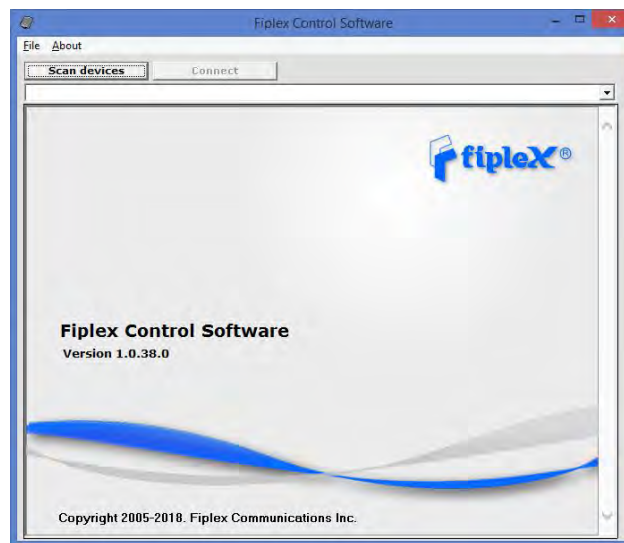 Fiplex Control Software
File About
Scan devices Connect
fipleX®
Fiplex Control Software
Version 1.0.38.0
Copyright 2005-2018. Fiplex Communications Inc.